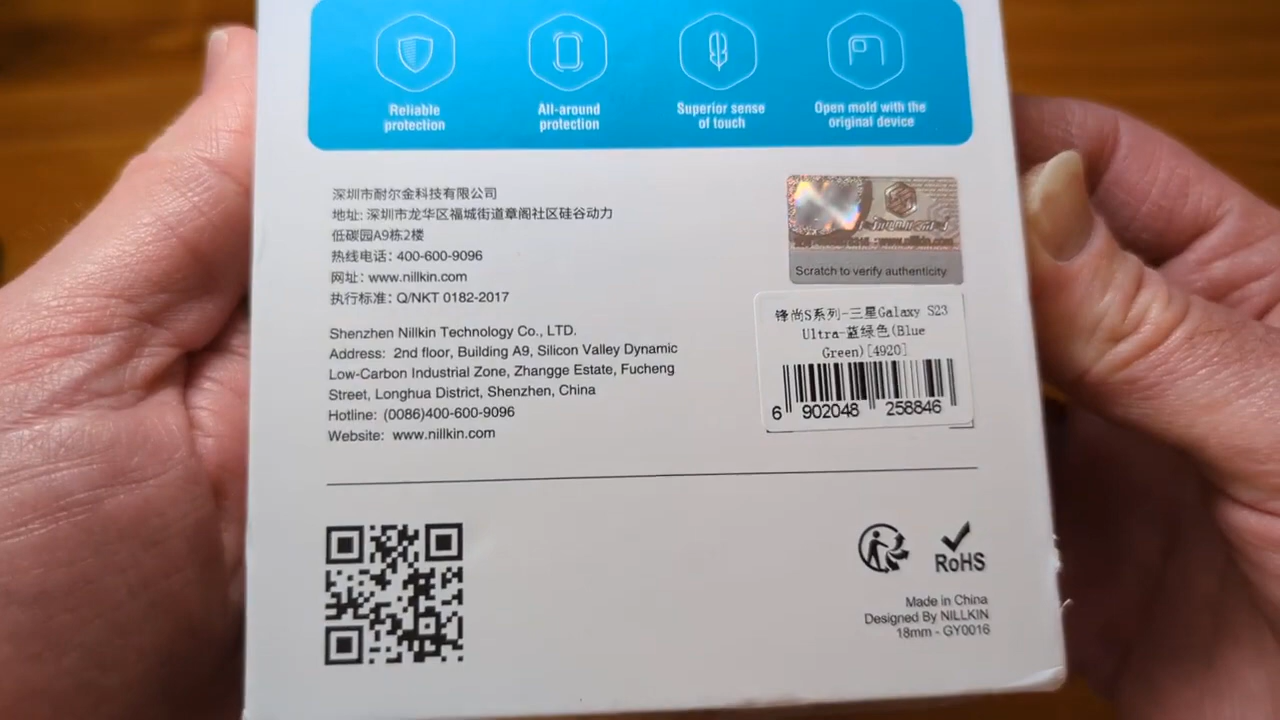 Reliable
protection
All-around
protection
Superior sense
of touch
Open mold with the
original device
深圳市耐尔金科技有限公司
地址: 深圳市龙华区福城街道章阁社区硅谷动力
低碳园A9栋2楼
热线电话: 400-600-9096
网址: www.nillkin.com
执行标准: Q/NKT 0182-2017
Shenzhen Nillkin Technology Co., LTD.
Address: 2nd floor, Building A9, Silicon Valley Dynamic
Low-Carbon Industrial Zone, Zhangge Estate, Fucheng
Street, Longhua District, Shenzhen, China
Hotline: (0086)400-600-9096
Website: www.nillkin.com
Scratch to verify authenticity
锋尚S系列-三星Galaxy S23
Ultra-蓝绿色(Blue
Green)[4920]
6 902048 258846
RoHS
Made in China
Designed By NILLKIN
18mm - GY0016